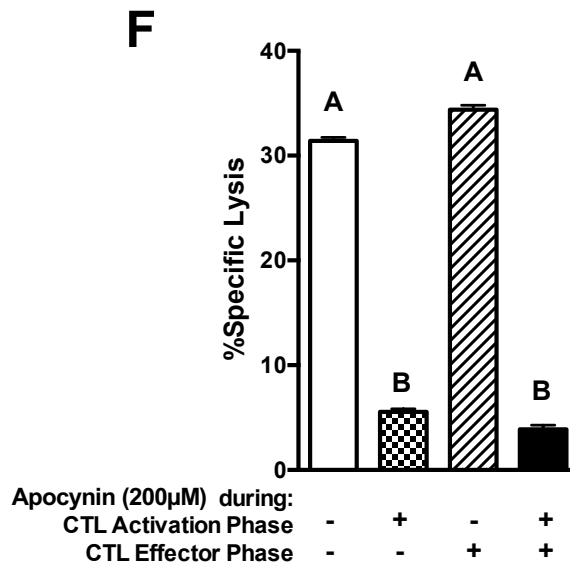 F
40
30
20
10
0
%Specific Lysis
A
B
A
B
Apocynin (200µM) during:
CTL Activation Phase - + - +
CTL Effector Phase - - + +